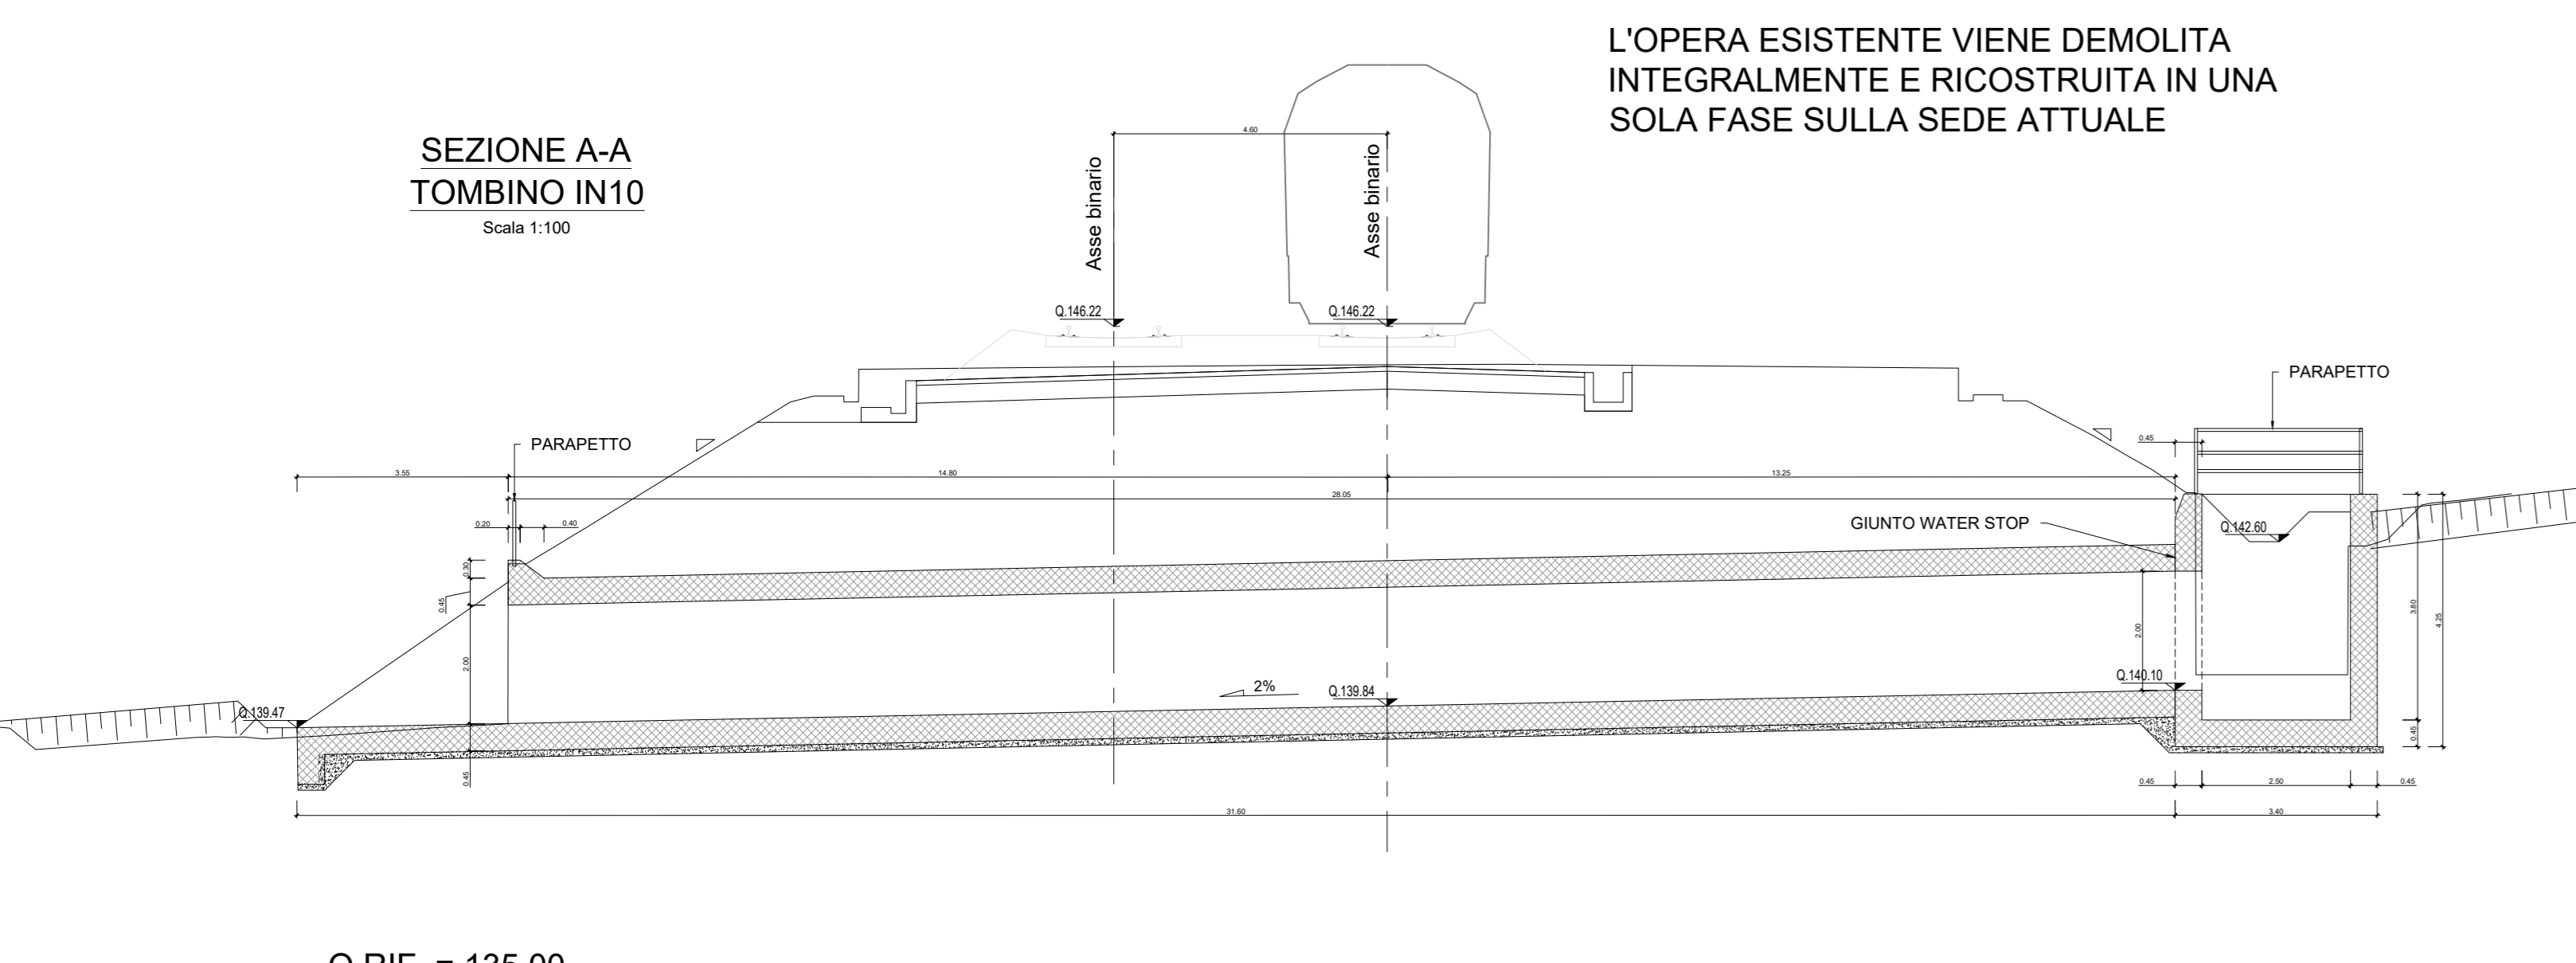 L'OPERA ESISTENTE VIENE DEMOLITA
INTEGRALMENTE E RICOSTRUITA IN UNA
SOLA FASE SULLA SEDE ATTUALE
SEZIONE A-A
TOMBINO IN10
Scala 1:100
4.60
Asse binario
Asse binario
Q.146.22
Q.146.22
PARAPETTO
PARAPETTO
0.45
3.55
14.80
13.25
28.05
0.20
0.40
GIUNTO WATER STOP
Q.142.60
0.30
0.45
2.00
2.00
3.80
4.25
2%
Q.139.84
Q.140.10
Q.139.47
0.45
0.45
0.45
2.50
0.45
31.60
3.40
Q.RIF. = 135.00